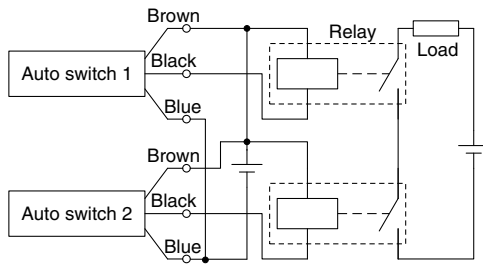 Brown
Relay
Auto switch 1
Black
Load
Blue
Brown
Auto switch 2
Black
Blue